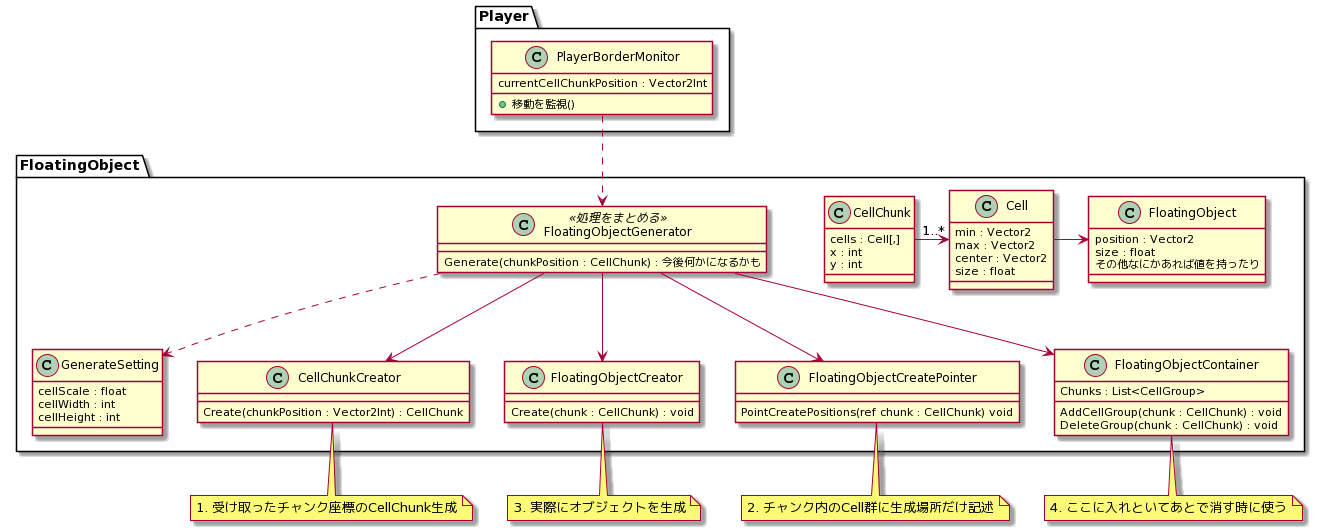 Player
C PlayerBorderMonitor
currentCellChunkPosition : Vector2Int
移動を監視()
FloatingObject
«処理をまとめる»
C FloatingObjectGenerator
Generate(chunkPosition : CellChunk) : 今後何かになるかも
C CellChunk
cells : Cell[,]
x : int
y : int
1..*
C Cell
min : Vector2
max : Vector2
center : Vector2
size : float
C FloatingObject
position : Vector2
size : float
その他なにかあれば値を持ったり
C GenerateSetting
cellScale : float
cellWidth : int
cellHeight : int
C CellChunkCreator
Create(chunkPosition : Vector2Int) : CellChunk
C FloatingObjectCreator
Create(chunk : CellChunk) : void
C FloatingObjectCreatePointer
PointCreatePositions(ref chunk : CellChunk) void
C FloatingObjectContainer
Chunks : List<CellGroup>
AddCellGroup(chunk : CellChunk) : void
DeleteGroup(chunk : CellChunk) : void
1. 受け取ったチャンク座標のCellChunk生成
3. 実際にオブジェクトを生成
2. チャンク内のCell群に生成場所だけ記述
4. ここに入れといてあとで消す時に使う